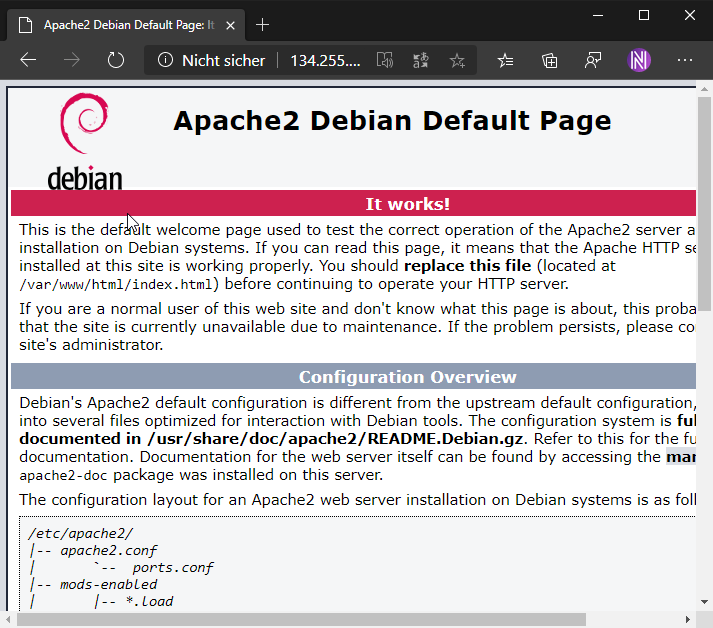 Apache2 Debian Default Page: It
Nicht sicher
134.255....
debian
Apache2 Debian Default Page
It works!
This is the default welcome page used to test the correct operation of the Apache2 server a
installation on Debian systems. If you can read this page, it means that the Apache HTTP se
installed at this site is working properly. You should replace this file (located at
/var/www/html/index.html) before continuing to operate your HTTP server.
If you are a normal user of this web site and don't know what this page is about, this proba
that the site is currently unavailable due to maintenance. If the problem persists, please co
site's administrator.
Configuration Overview
Debian's Apache2 default configuration is different from the upstream default configuration,
into several files optimized for interaction with Debian tools. The configuration system is ful
documented in /usr/share/doc/apache2/README.Debian.gz. Refer to this for the fu
documentation. Documentation for the web server itself can be found by accessing the man
apache2-doc package was installed on this server.
The configuration layout for an Apache2 web server installation on Debian systems is as foll
/etc/apache2/
|-- apache2.conf
|       `--  ports.conf
|-- mods-enabled
|       |-- *.load